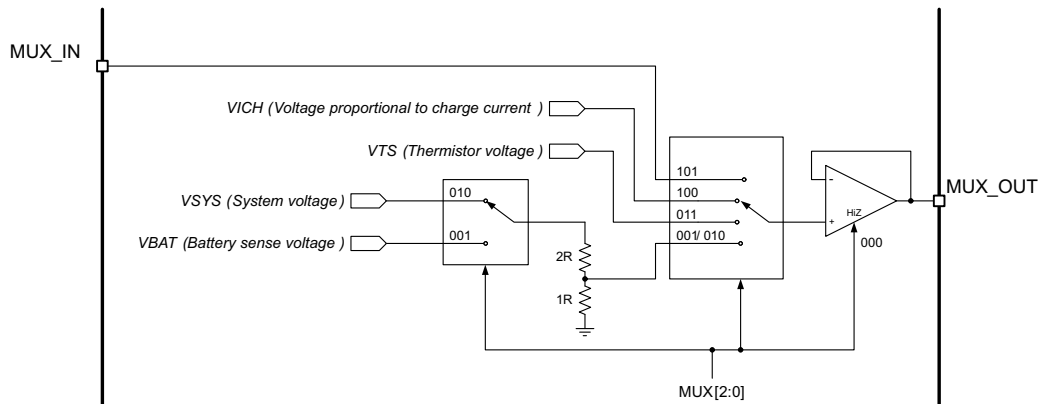 MUX_IN
VICH (Voltage proportional to charge current )
VTS (Thermistor voltage )
101
VSYS (System voltage)
010
100
-
MUX_OUT
011
+
HiZ
VBAT (Battery sense voltage )
001
001/ 010
000
2R
1R
MUX[2:0]